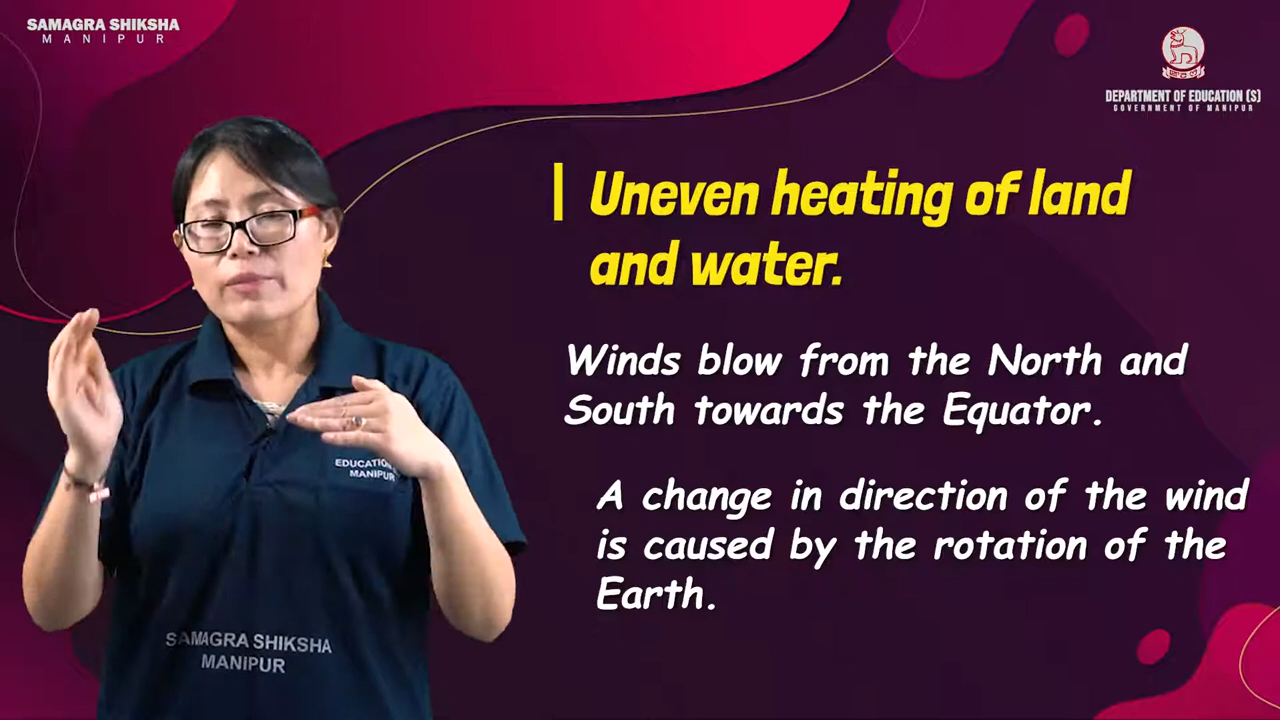 SAMAGRA SHIKSHA
MANIPUR
DEPARTMENT OF EDUCATION (S)
GOVERNMENT OF MANIPUR
Uneven heating of land
and water.
Winds blow from the North and
South towards the Equator.
A change in direction of the wind
is caused by the rotation of the
Earth.
EDUCATION
MANIPUR
SAMAGRA SHIKSHA
MANIPUR